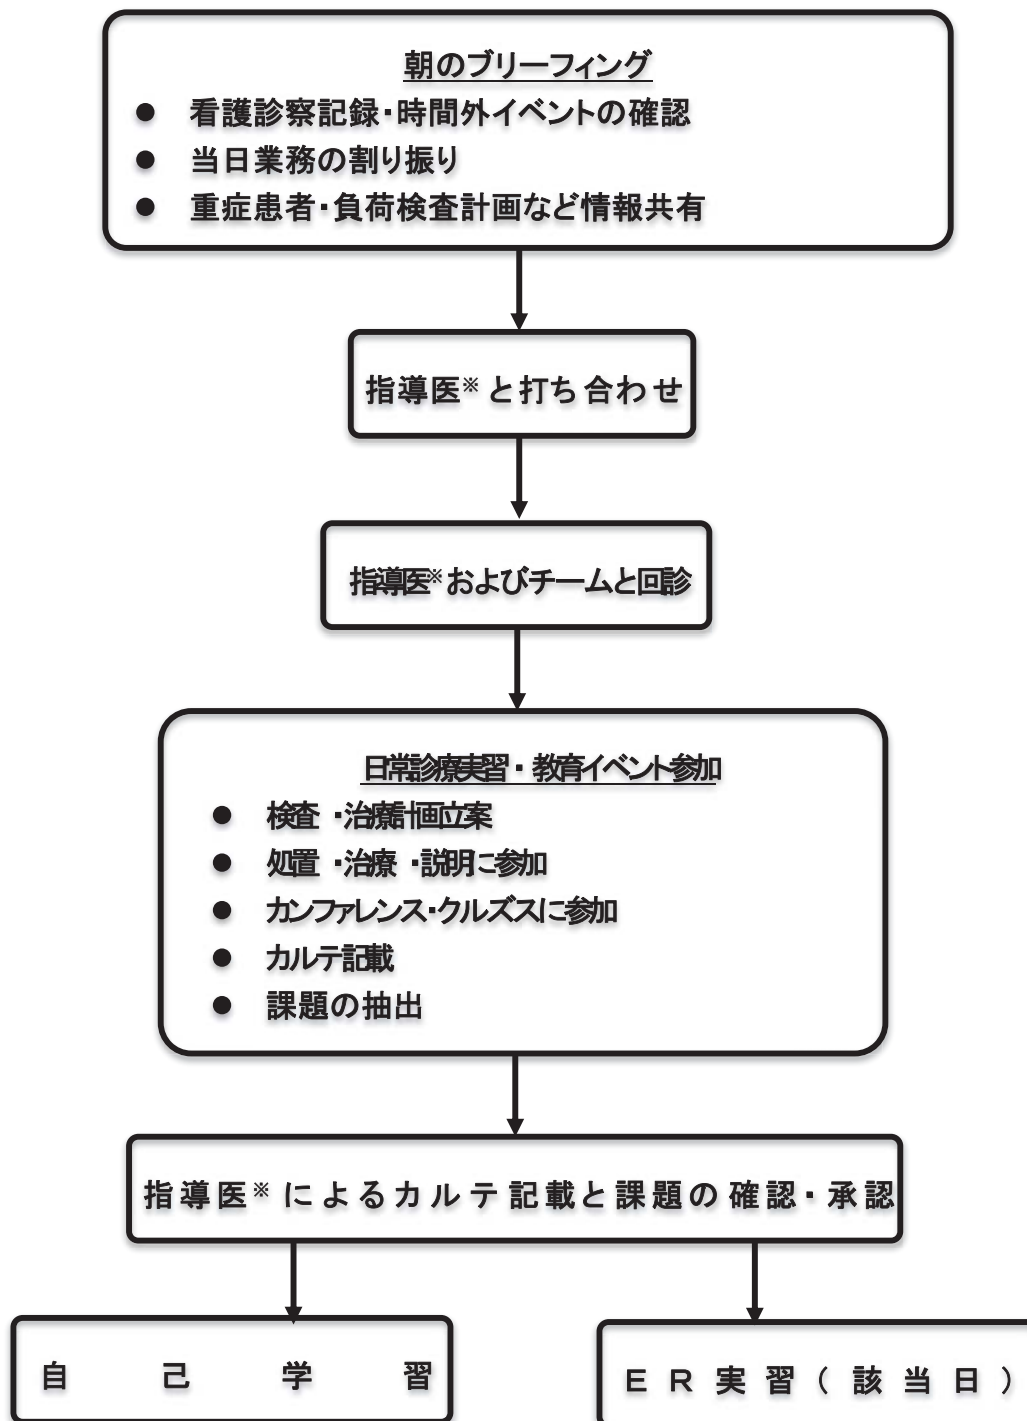 朝のブリーフィング
● 看護診察記録・時間外イベントの確認
● 当日業務の割り振り
● 重症患者・負荷検査計画など情報共有
指導医※と打ち合わせ
指導医※およびチームと回診
日常診療実習・教育イベント参加
● 検査・治療計画立案
● 処置・治療・説明に参加
● カンファレンス・クルズスに参加
● カルテ記載
● 課題の抽出
指導医※によるカルテ記載と課題の確認・承認
自己学習
ER実習(該当日)